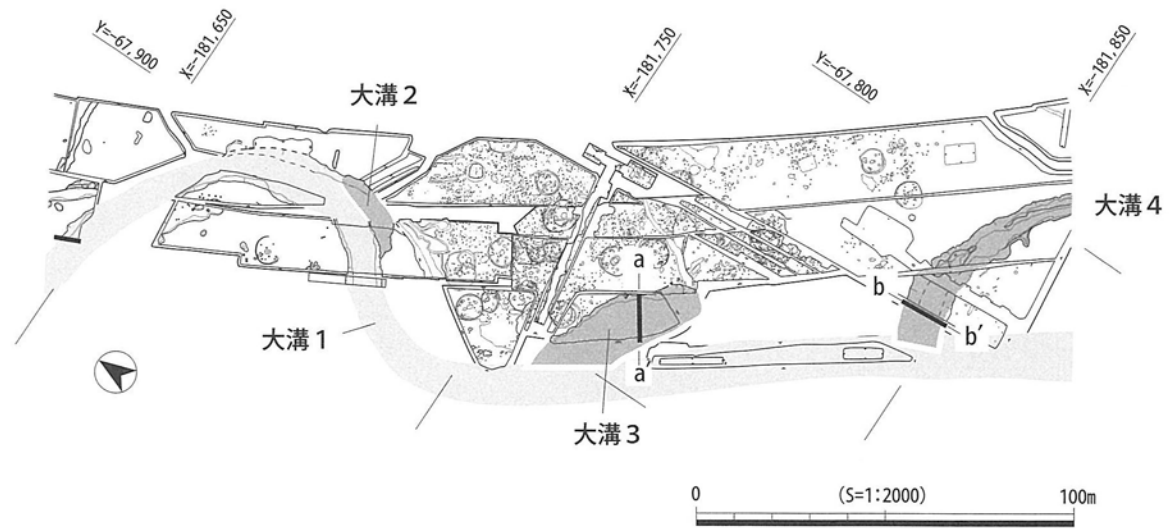 Y=-67,900
X=-181,650
X=-181,750
Y=-67,800
X=-181,850
大溝2
大溝4
a
b
b′
大溝1
a
大溝3
0 (S=1:2000) 100m